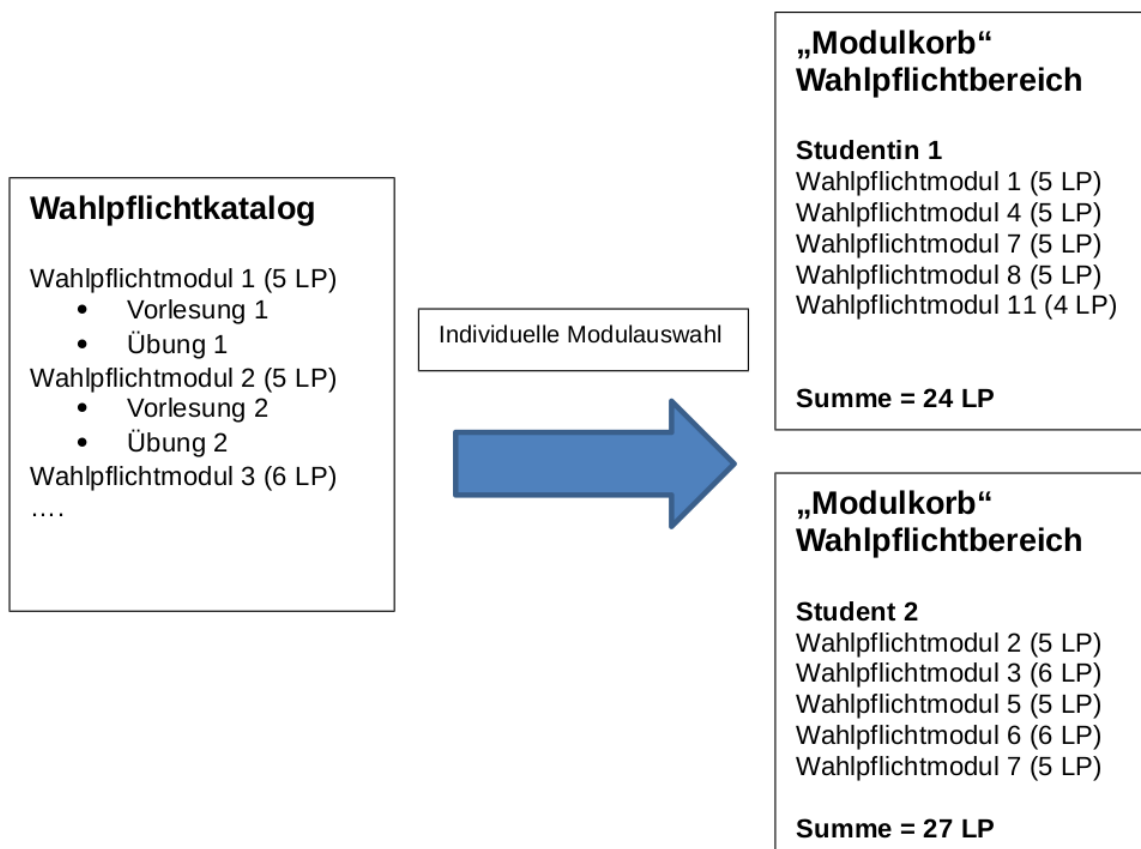 Wahlpflichtkatalog
Wahlpflichtmodul 1 (5 LP)
• Vorlesung 1
• Übung 1
Wahlpflichtmodul 2 (5 LP)
• Vorlesung 2
• Übung 2
Wahlpflichtmodul 3 (6 LP)
….
Individuelle Modulauswahl
„Modulkorb“
Wahlpflichtbereich
Studentin 1
Wahlpflichtmodul 1 (5 LP)
Wahlpflichtmodul 4 (5 LP)
Wahlpflichtmodul 7 (5 LP)
Wahlpflichtmodul 8 (5 LP)
Wahlpflichtmodul 11 (4 LP)
Summe = 24 LP
„Modulkorb“
Wahlpflichtbereich
Student 2
Wahlpflichtmodul 2 (5 LP)
Wahlpflichtmodul 3 (6 LP)
Wahlpflichtmodul 5 (5 LP)
Wahlpflichtmodul 6 (6 LP)
Wahlpflichtmodul 7 (5 LP)
Summe = 27 LP